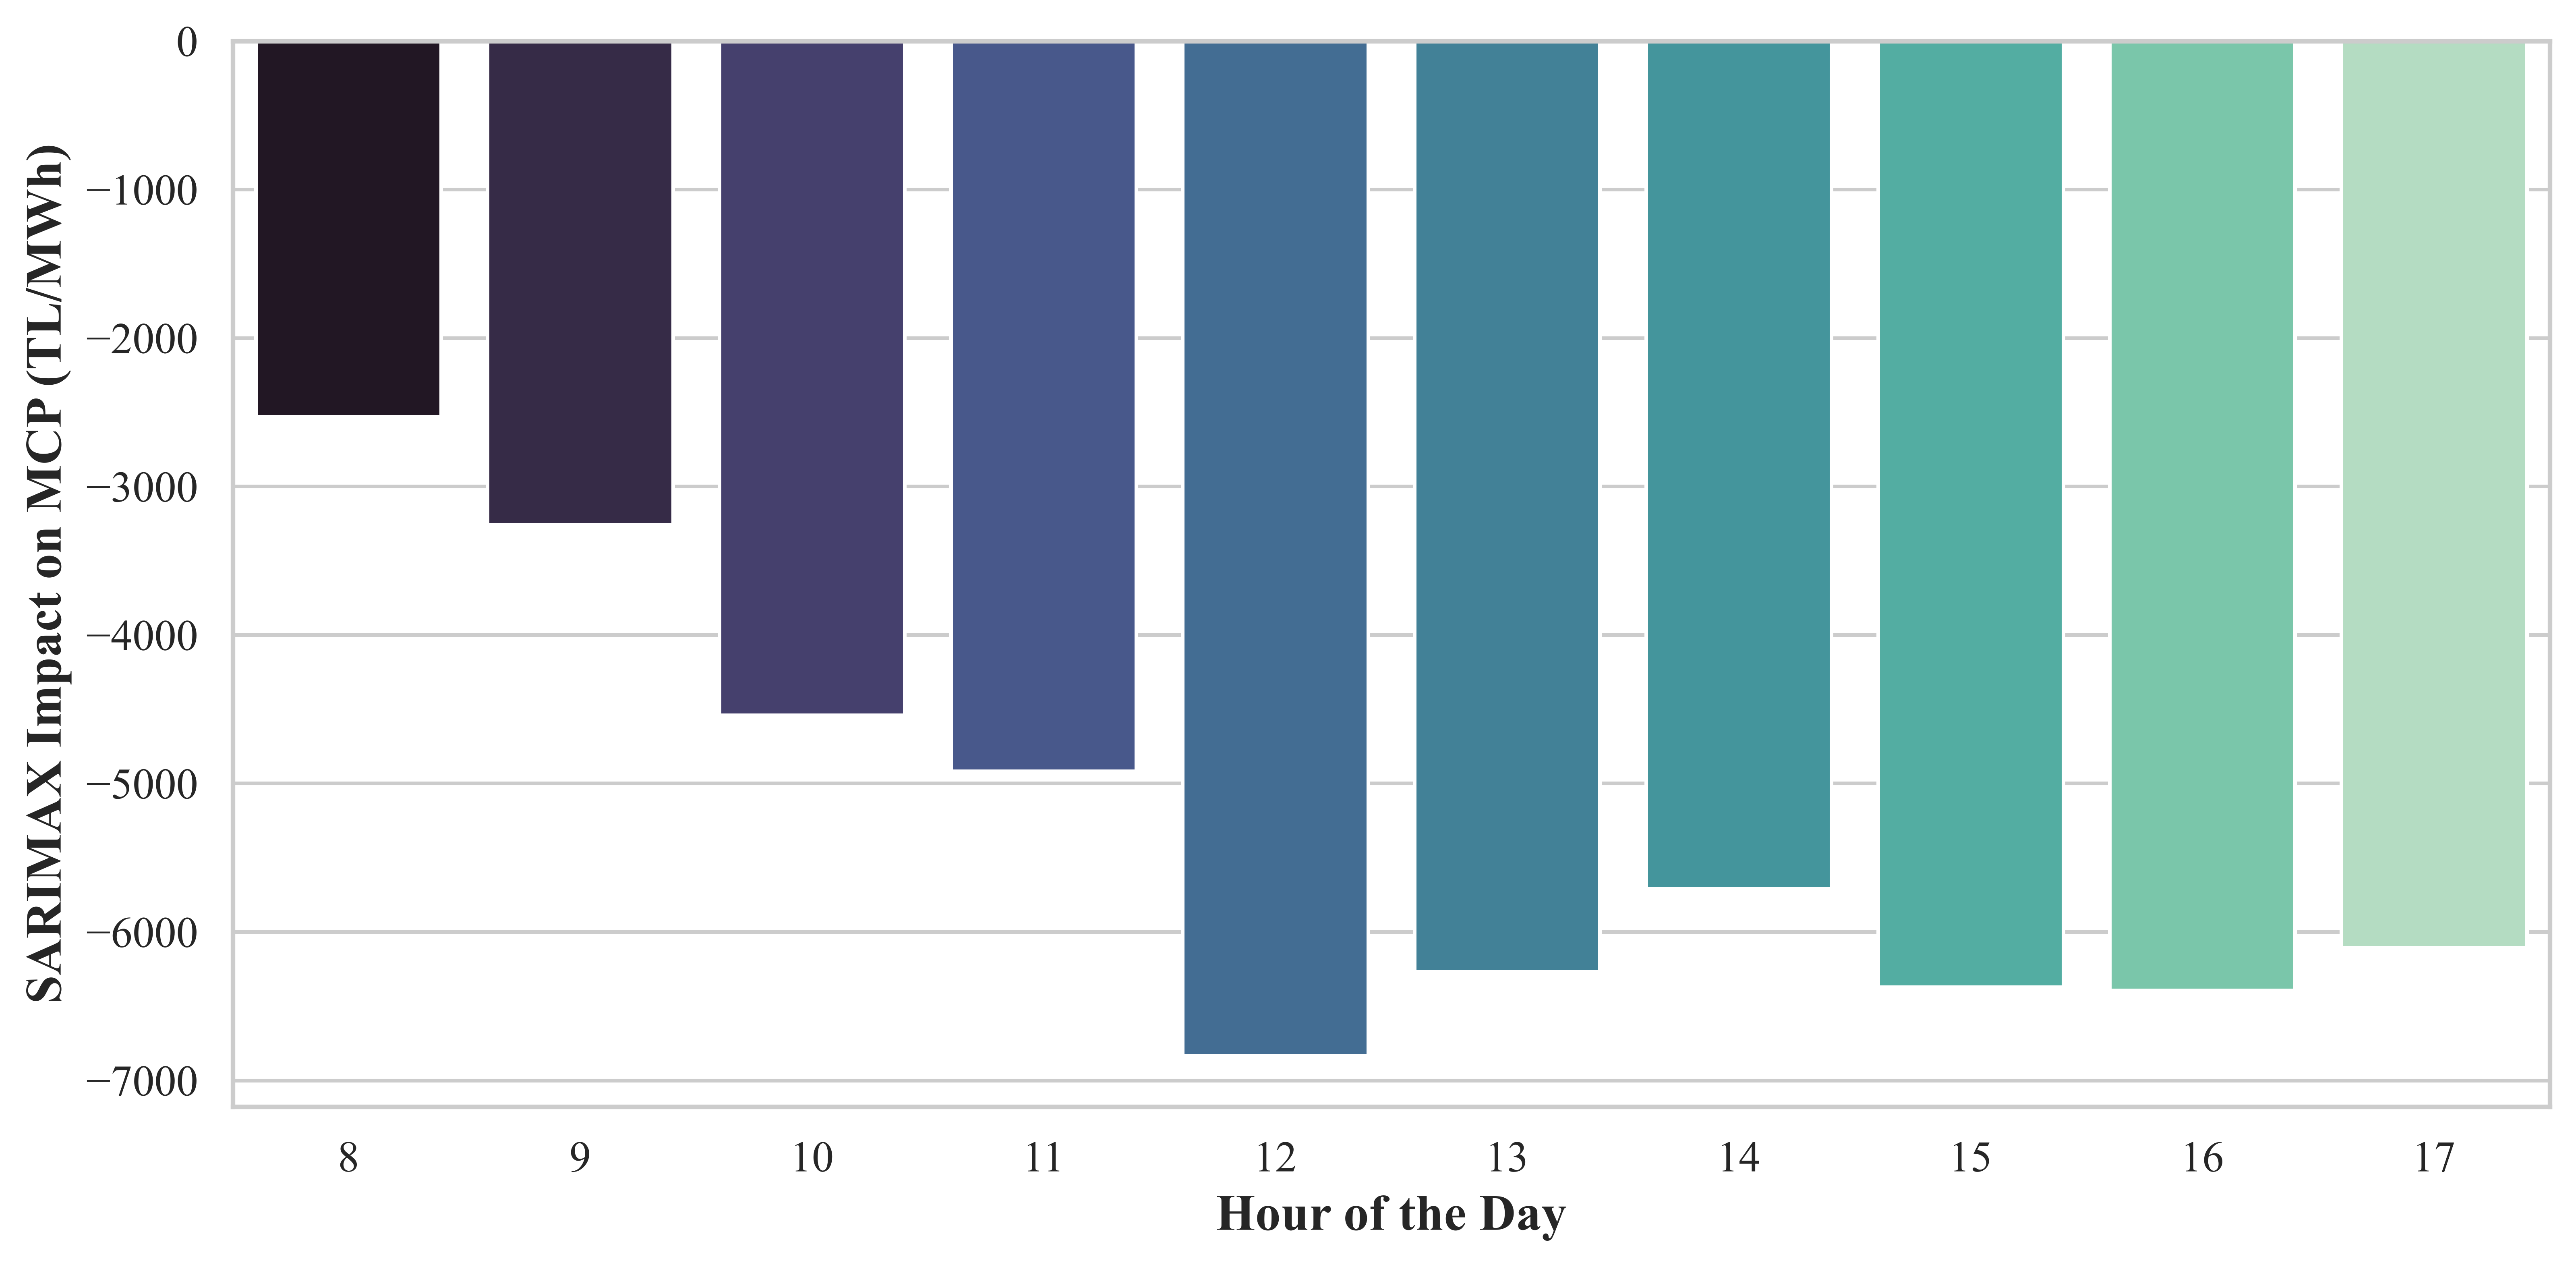 SARIMAX Impact on MCP (TL/MWh)
0
−1000
−2000
−3000
−4000
−5000
−6000
−7000
8 9 10 11 12 13 14 15 16 17
Hour of the Day